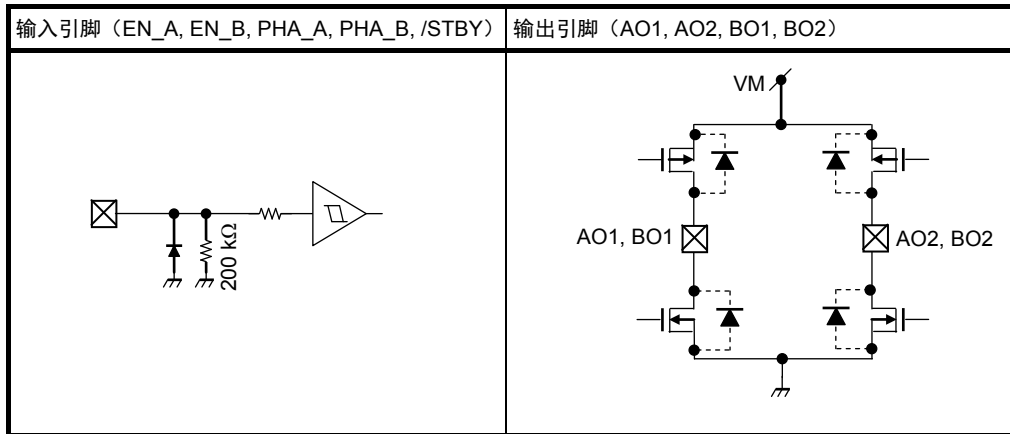 输入引脚（EN_A, EN_B, PHA_A, PHA_B, /STBY）
输出引脚（AO1, AO2, BO1, BO2）
200 kΩ
VM
AO1, BO1
AO2, BO2